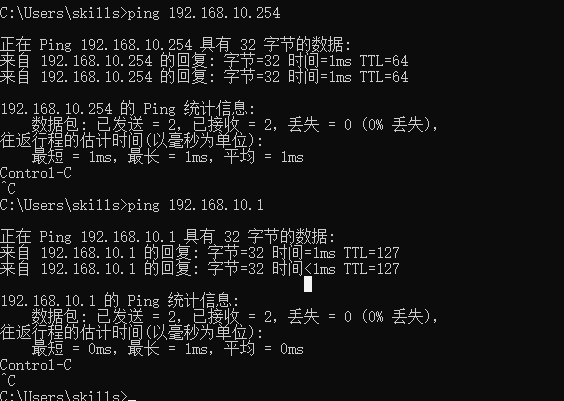 C:\Users\skills>ping 192.168.10.254
正在 Ping 192.168.10.254 具有 32 字节的数据:
来自 192.168.10.254 的回复: 字节=32 时间=1ms TTL=64
来自 192.168.10.254 的回复: 字节=32 时间=1ms TTL=64
192.168.10.254 的 Ping 统计信息:
数据包: 已发送 = 2, 已接收 = 2, 丢失 = 0 (0% 丢失),
往返行程的估计时间(以毫秒为单位):
最短 = 1ms, 最长 = 1ms, 平均 = 1ms
Control-C
^C
C:\Users\skills>ping 192.168.10.1
正在 Ping 192.168.10.1 具有 32 字节的数据:
来自 192.168.10.1 的回复: 字节=32 时间=1ms TTL=127
来自 192.168.10.1 的回复: 字节=32 时间<1ms TTL=127
192.168.10.1 的 Ping 统计信息:
数据包: 已发送 = 2, 已接收 = 2, 丢失 = 0 (0% 丢失),
往返行程的估计时间(以毫秒为单位):
最短 = 0ms, 最长 = 1ms, 平均 = 0ms
Control-C
^C
C:\Users\skills>